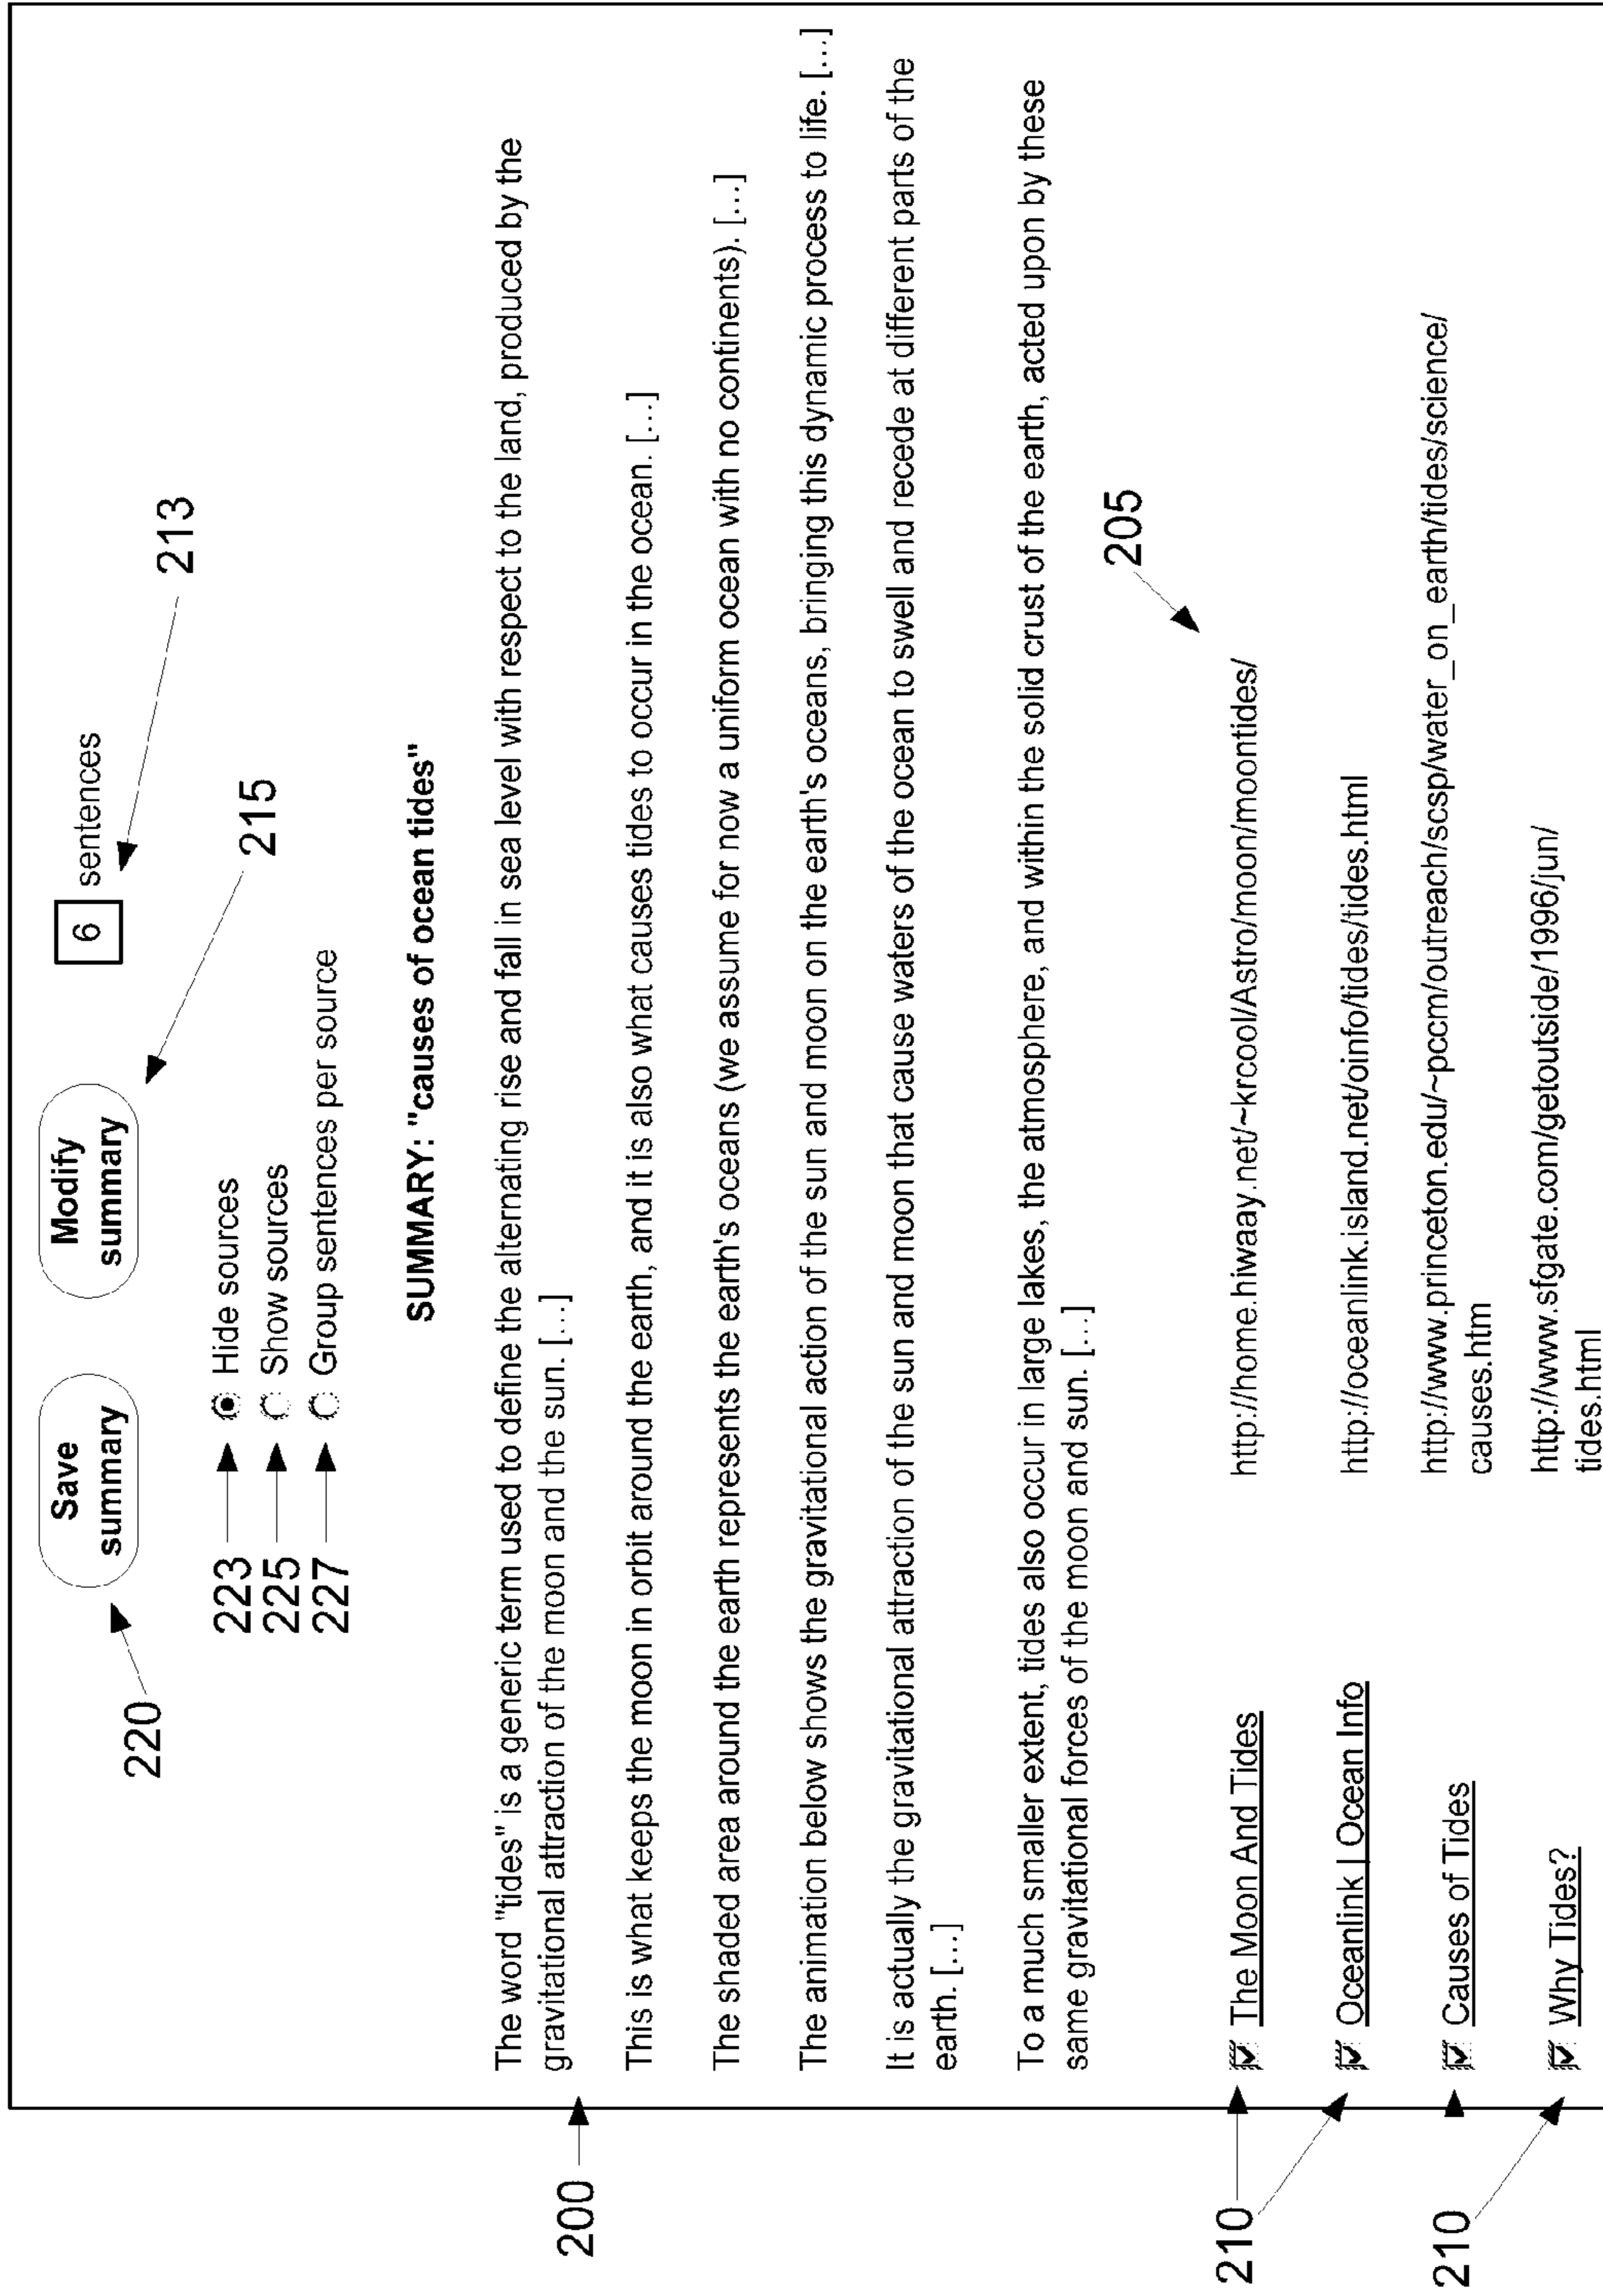 220
Save
summary
Modify
summary
6 sentences
213
215
223 Hide sources
225 Show sources
227 Group sentences per source
SUMMARY: "causes of ocean tides"
200
The word "tides" is a generic term used to define the alternating rise and fall in sea level with respect to the land, produced by the
gravitational attraction of the moon and the sun. [...]
This is what keeps the moon in orbit around the earth, and it is also what causes tides to occur in the ocean. [...]
The shaded area around the earth represents the earth's oceans (we assume for now a uniform ocean with no continents). [...]
The animation below shows the gravitational action of the sun and moon on the earth's oceans, bringing this dynamic process to life. [...]
It is actually the gravitational attraction of the sun and moon that cause waters of the ocean to swell and recede at different parts of the
earth. [...]
To a much smaller extent, tides also occur in large lakes, the atmosphere, and within the solid crust of the earth, acted upon by these
same gravitational forces of the moon and sun. [...]
205
210 The Moon And Tides http://home.hiwaay.net/~krcool/Astro/moon/moontides/
Oceanlink | Ocean Info http://oceanlink.island.net/oinfo/tides/tides.html
210 Causes of Tides http://www.princeton.edu/~pccm/outreach/scsp/water_on_earth/tides/science/
causes.htm
Why Tides? http://www.sfgate.com/getoutside/1996/jun/
tides.html